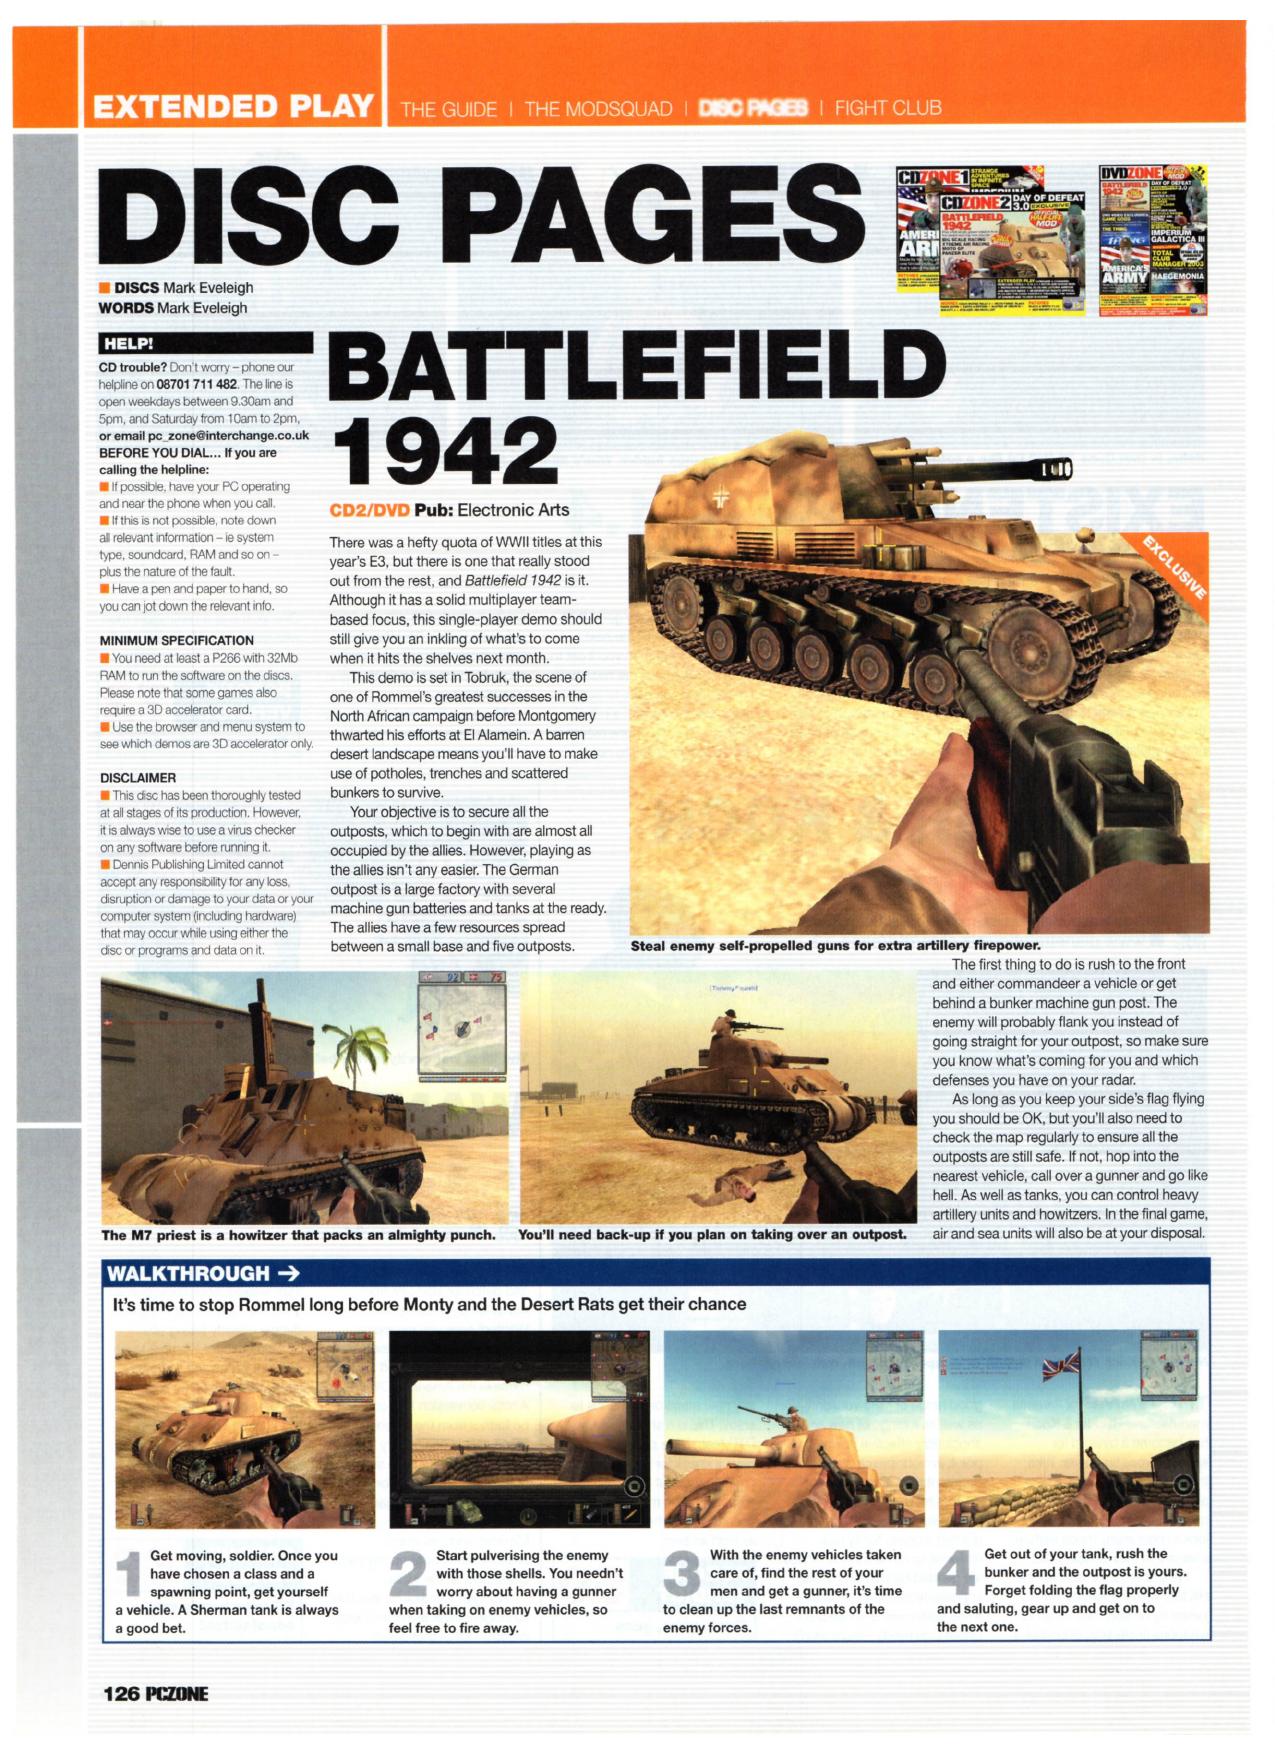 EXTENDED PLAY
THE GUIDE | THE MODSQUAD | DISC PAGES | FIGHT CLUB
DISC PAGES
CDZONE1
STRANGE
ADVENTURES
IN INFINITE
SPACE
CDZONE2
DAY OF DEFEAT
3.0
EXCLUSIVE!
BATTLEFIELD
1942
DVDZONE
BATTLEFIELD
1942
DAY OF DEFEAT
IMPERIUM
GALACTICA III
TOTAL
CLUB
MANAGER 2003
HAEGEMONIA
AMERICA'S
ARMY
DISCS Mark Eveleigh
WORDS Mark Eveleigh
HELP!
CD trouble? Don't worry – phone our
helpline on 08701 711 482. The line is
open weekdays between 9.30am and
5pm, and Saturday from 10am to 2pm,
or email pc_zone@interchange.co.uk
BEFORE YOU DIAL... If you are
calling the helpline:
If possible, have your PC operating
and near the phone when you call.
If this is not possible, note down
all relevant information – ie system
type, soundcard, RAM and so on –
plus the nature of the fault.
Have a pen and paper to hand, so
you can jot down the relevant info.
MINIMUM SPECIFICATION
You need at least a P266 with 32Mb
RAM to run the software on the discs.
Please note that some games also
require a 3D accelerator card.
Use the browser and menu system to
see which demos are 3D accelerator only.
DISCLAIMER
This disc has been thoroughly tested
at all stages of its production. However,
it is always wise to use a virus checker
on any software before running it.
Dennis Publishing Limited cannot
accept any responsibility for any loss,
disruption or damage to your data or your
computer system (including hardware)
that may occur while using either the
disc or programs and data on it.
BATTLEFIELD
1942
CD2/DVD Pub: Electronic Arts
There was a hefty quota of WWII titles at this
year's E3, but there is one that really stood
out from the rest, and Battlefield 1942 is it.
Although it has a solid multiplayer team-
based focus, this single-player demo should
still give you an inkling of what's to come
when it hits the shelves next month.
This demo is set in Tobruk, the scene of
one of Rommel's greatest successes in the
North African campaign before Montgomery
thwarted his efforts at El Alamein. A barren
desert landscape means you'll have to make
use of potholes, trenches and scattered
bunkers to survive.
Your objective is to secure all the
outposts, which to begin with are almost all
occupied by the allies. However, playing as
the allies isn't any easier. The German
outpost is a large factory with several
machine gun batteries and tanks at the ready.
The allies have a few resources spread
between a small base and five outposts.
EXCLUSIVE
Steal enemy self-propelled guns for extra artillery firepower.
92 75
The M7 priest is a howitzer that packs an almighty punch.
You'll need back-up if you plan on taking over an outpost.
The first thing to do is rush to the front
and either commandeer a vehicle or get
behind a bunker machine gun post. The
enemy will probably flank you instead of
going straight for your outpost, so make sure
you know what's coming for you and which
defenses you have on your radar.
As long as you keep your side's flag flying
you should be OK, but you'll also need to
check the map regularly to ensure all the
outposts are still safe. If not, hop into the
nearest vehicle, call over a gunner and go like
hell. As well as tanks, you can control heavy
artillery units and howitzers. In the final game,
air and sea units will also be at your disposal.
WALKTHROUGH →
It's time to stop Rommel long before Monty and the Desert Rats get their chance
1 Get moving, soldier. Once you
have chosen a class and a
spawning point, get yourself
a vehicle. A Sherman tank is always
a good bet.
2 Start pulverising the enemy
with those shells. You needn't
worry about having a gunner
when taking on enemy vehicles, so
feel free to fire away.
3 With the enemy vehicles taken
care of, find the rest of your
men and get a gunner, it's time
to clean up the last remnants of the
enemy forces.
4 Get out of your tank, rush the
bunker and the outpost is yours.
Forget folding the flag properly
and saluting, gear up and get on to
the next one.
126 PCZONE